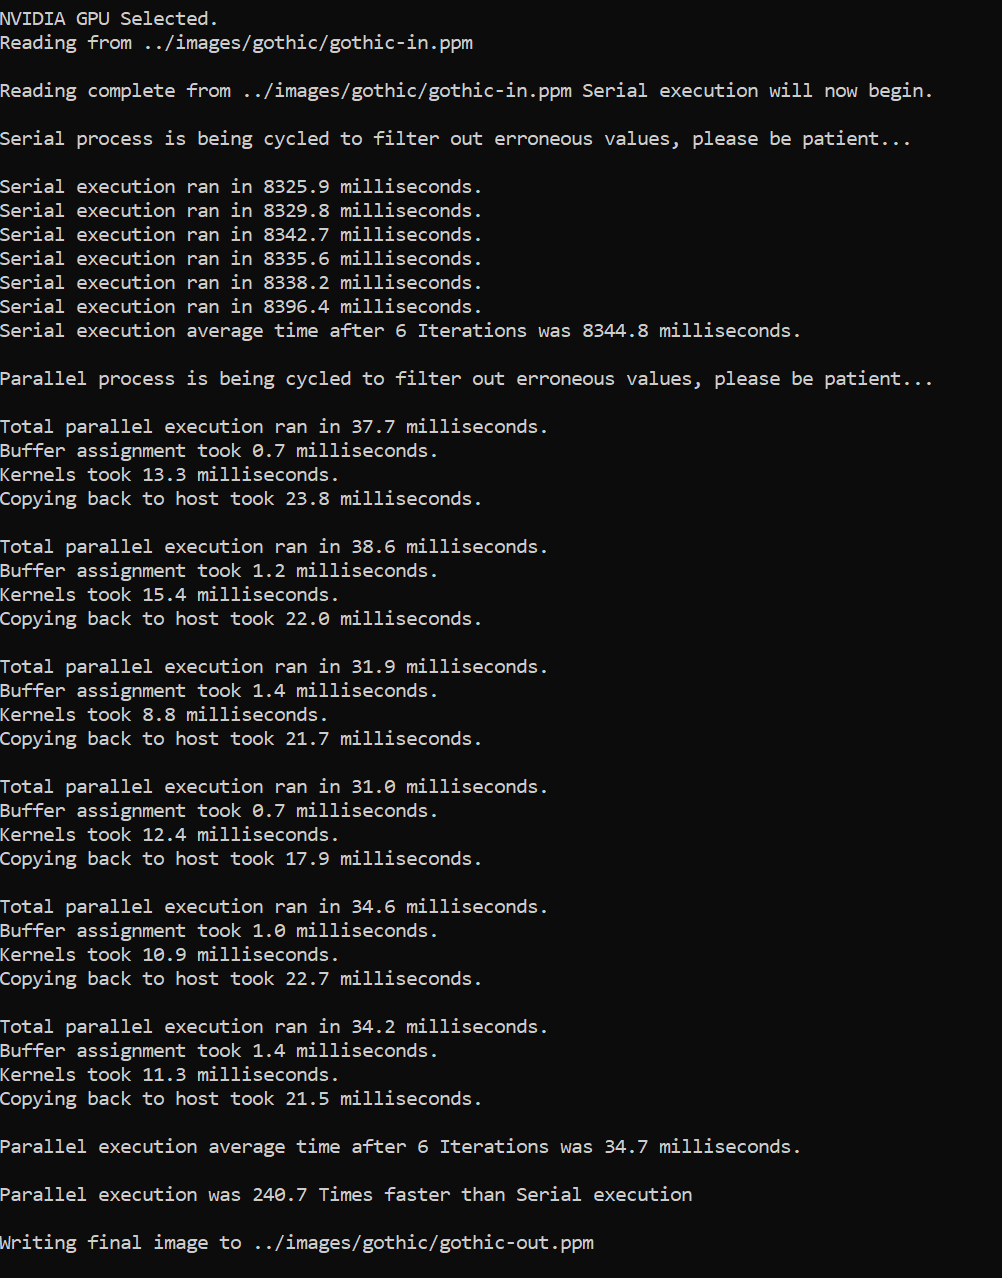 NVIDIA GPU Selected.
Reading from ../images/gothic/gothic-in.ppm
Reading complete from ../images/gothic/gothic-in.ppm Serial execution will now begin.
Serial process is being cycled to filter out erroneous values, please be patient...
Serial execution ran in 8325.9 milliseconds.
Serial execution ran in 8329.8 milliseconds.
Serial execution ran in 8342.7 milliseconds.
Serial execution ran in 8335.6 milliseconds.
Serial execution ran in 8338.2 milliseconds.
Serial execution ran in 8396.4 milliseconds.
Serial execution average time after 6 Iterations was 8344.8 milliseconds.
Parallel process is being cycled to filter out erroneous values, please be patient...
Total parallel execution ran in 37.7 milliseconds.
Buffer assignment took 0.7 milliseconds.
Kernels took 13.3 milliseconds.
Copying back to host took 23.8 milliseconds.
Total parallel execution ran in 38.6 milliseconds.
Buffer assignment took 1.2 milliseconds.
Kernels took 15.4 milliseconds.
Copying back to host took 22.0 milliseconds.
Total parallel execution ran in 31.9 milliseconds.
Buffer assignment took 1.4 milliseconds.
Kernels took 8.8 milliseconds.
Copying back to host took 21.7 milliseconds.
Total parallel execution ran in 31.0 milliseconds.
Buffer assignment took 0.7 milliseconds.
Kernels took 12.4 milliseconds.
Copying back to host took 17.9 milliseconds.
Total parallel execution ran in 34.6 milliseconds.
Buffer assignment took 1.0 milliseconds.
Kernels took 10.9 milliseconds.
Copying back to host took 22.7 milliseconds.
Total parallel execution ran in 34.2 milliseconds.
Buffer assignment took 1.4 milliseconds.
Kernels took 11.3 milliseconds.
Copying back to host took 21.5 milliseconds.
Parallel execution average time after 6 Iterations was 34.7 milliseconds.
Parallel execution was 240.7 Times faster than Serial execution
Writing final image to ../images/gothic/gothic-out.ppm